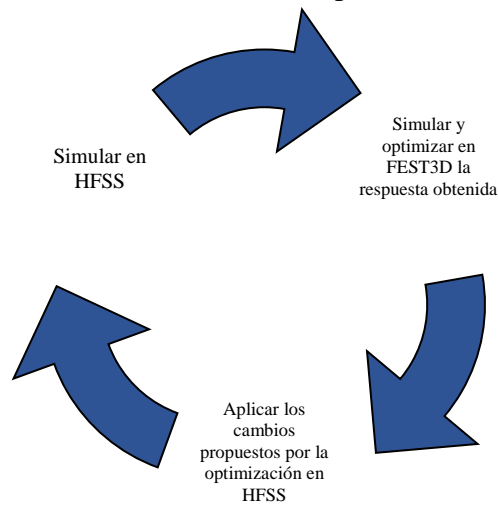 Simular en
HFSS
Simular y
optimizar en
FEST3D la
respuesta obtenida
Aplicar los
cambios
propuestos por la
optimización en
HFSS